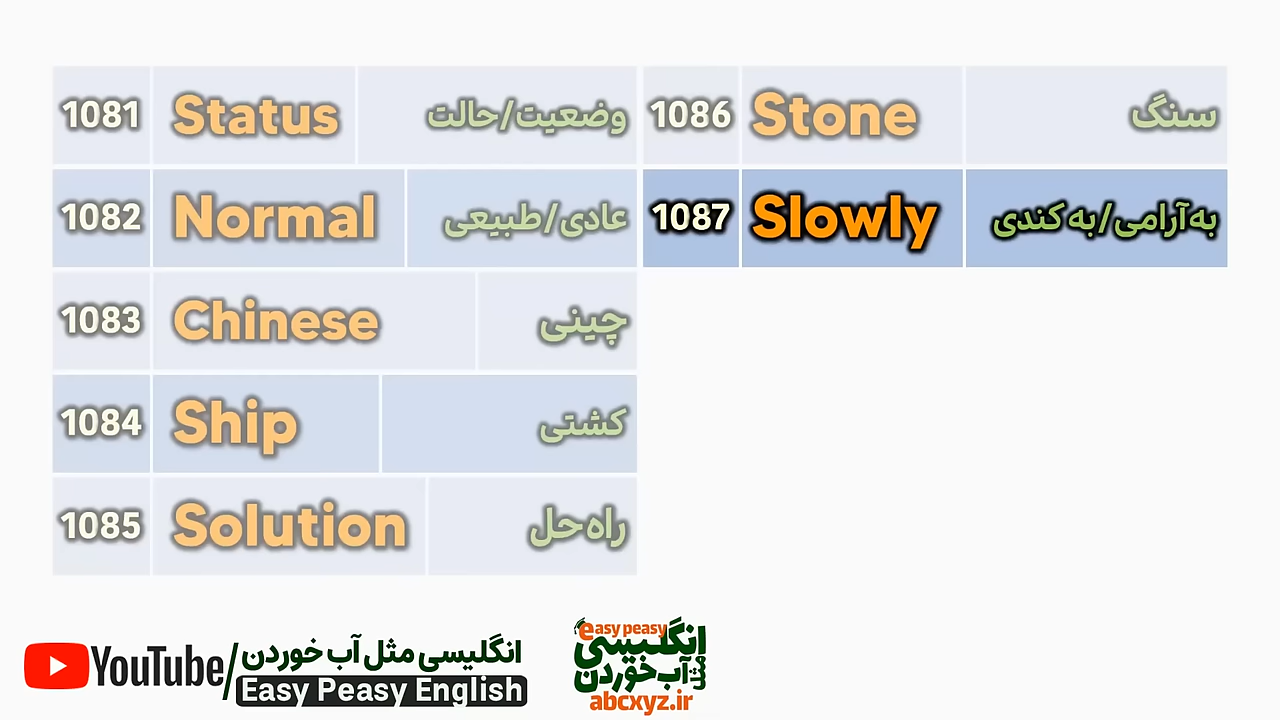 1081 Status وضعیت/حالت
1082 Normal عادی/طبیعی
1083 Chinese چینی
1084 Ship کشتی
1085 Solution راه‌حل
1086 Stone سنگ
1087 Slowly به‌آرامی/به‌کندی
YouTube/انگلیسی مثل آب خوردن
Easy Peasy English
easy peasy
انگلیسی
مثل آب خوردن
abcxyz.ir